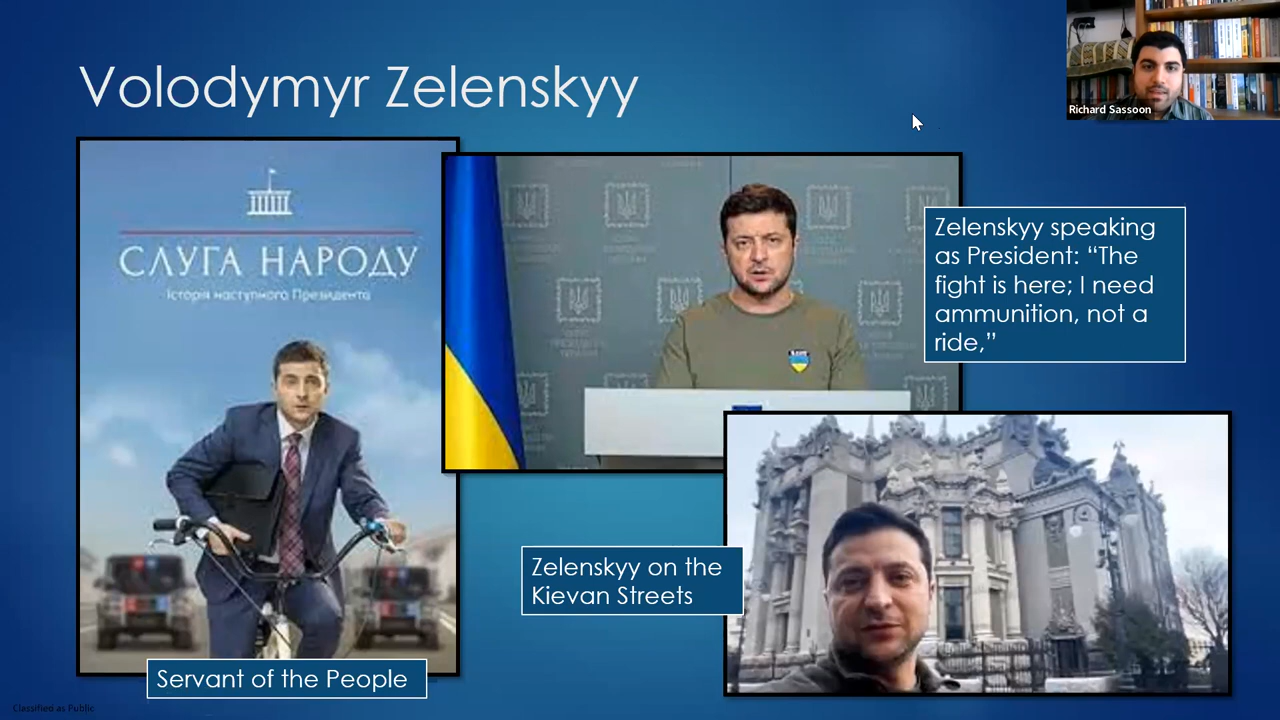 Volodymyr Zelenskyy
Richard Sassoon
СЛУГА НАРОДУ
Історія наступного Президента
Zelenskyy speaking
as President: “The
fight is here; I need
ammunition, not a
ride,”
Zelenskyy on the
Kievan Streets
Servant of the People
Classified as Public